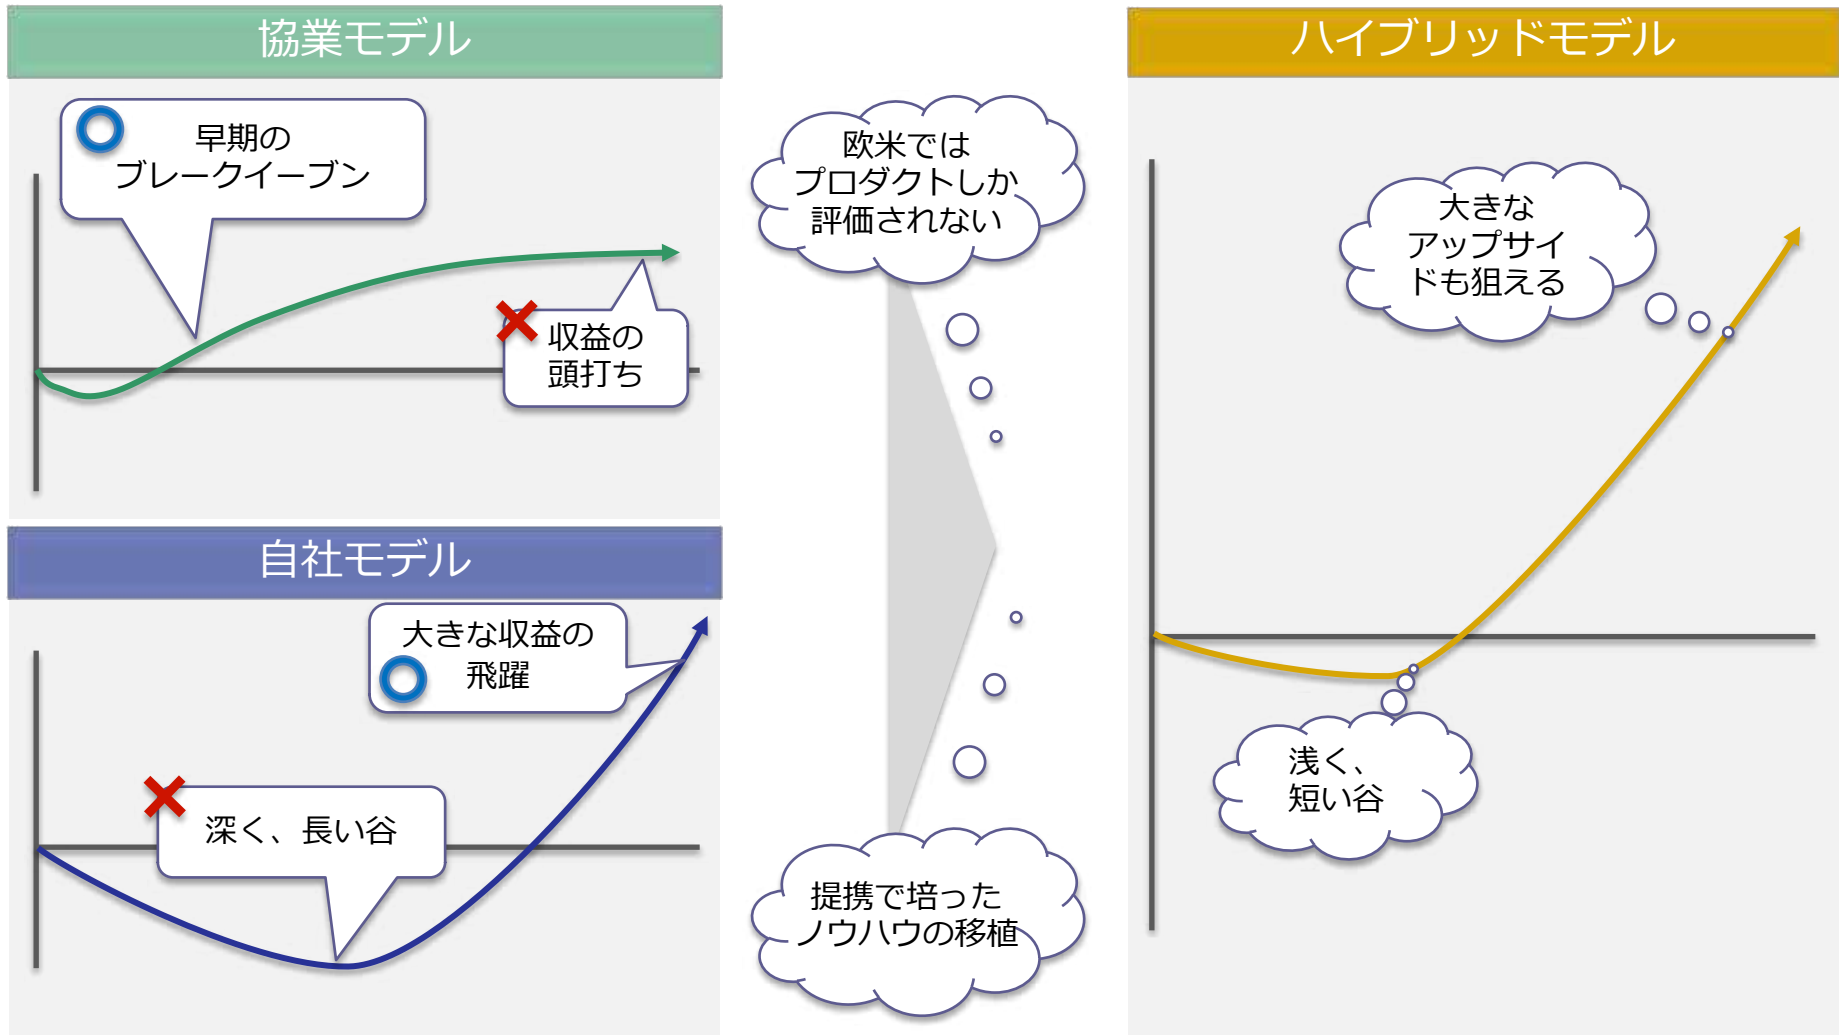 協業モデル
早期の
ブレークイーブン
収益の
頭打ち
自社モデル
大きな収益の
飛躍
深く、長い谷
欧米では
プロダクトしか
評価されない
提携で培った
ノウハウの移植
ハイブリッドモデル
大きな
アップサイ
ドも狙える
浅く、
短い谷